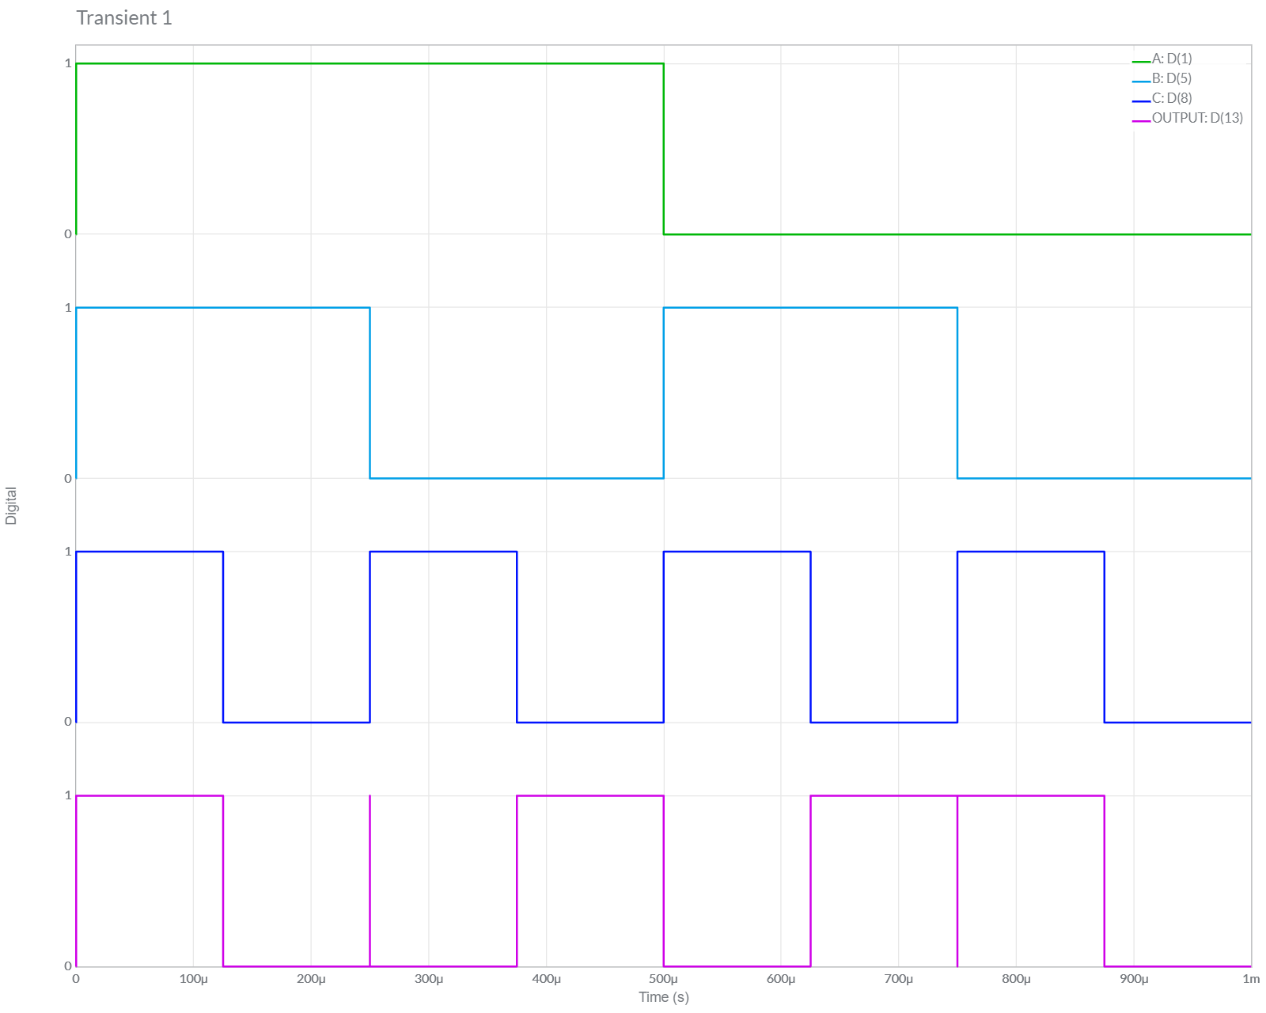 Transient 1
A: D(1)
B: D(5)
C: D(8)
OUTPUT: D(13)
1
0
1
0
1
0
1
0
Digital
0 100µ 200µ 300µ 400µ 500µ 600µ 700µ 800µ 900µ 1m
Time (s)